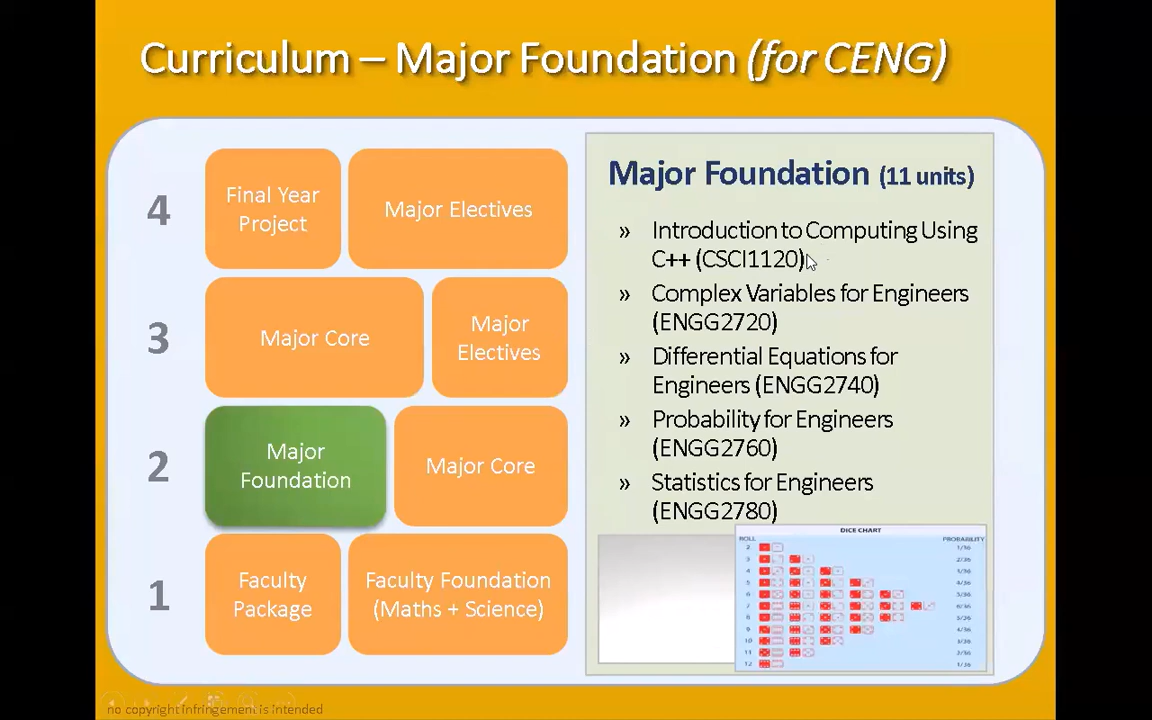 Curriculum – Major Foundation (for CENG)
4
Final Year
Project
Major Electives
3
Major Core
Major
Electives
2
Major
Foundation
Major Core
1
Faculty
Package
Faculty Foundation
(Maths + Science)
Major Foundation (11 units)
» Introduction to Computing Using
C++ (CSCI1120)
» Complex Variables for Engineers
(ENGG2720)
» Differential Equations for
Engineers (ENGG2740)
» Probability for Engineers
(ENGG2760)
» Statistics for Engineers
(ENGG2780)
DICE CHART
ROLL PROBABILITY
2 1/36
3 2/36
4 3/36
5 4/36
6 5/36
7 6/36
8 5/36
9 4/36
10 3/36
11 2/36
12 1/36
no copyright infringement is intended